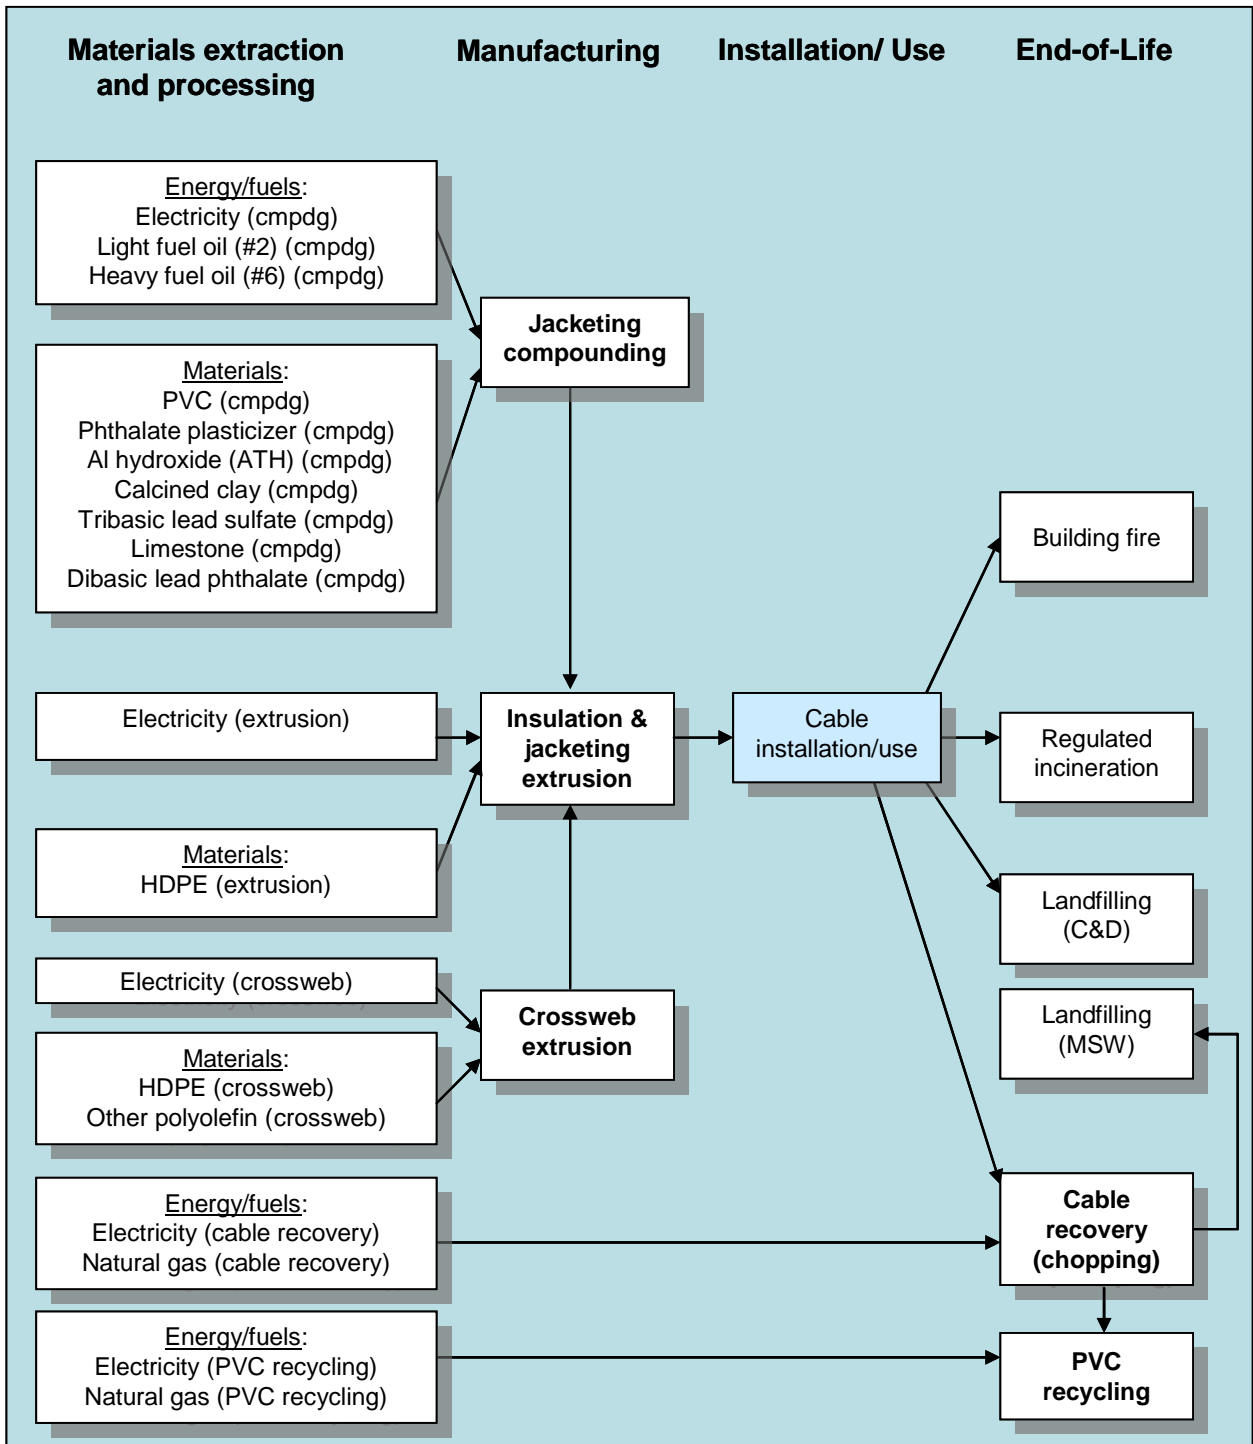 Materials extraction
and processing
Manufacturing
Installation/ Use
End-of-Life
Energy/fuels:
Electricity (cmpdg)
Light fuel oil (#2) (cmpdg)
Heavy fuel oil (#6) (cmpdg)
Jacketing
compounding
Materials:
PVC (cmpdg)
Phthalate plasticizer (cmpdg)
Al hydroxide (ATH) (cmpdg)
Calcined clay (cmpdg)
Tribasic lead sulfate (cmpdg)
Limestone (cmpdg)
Dibasic lead phthalate (cmpdg)
Building fire
Electricity (extrusion)
Insulation &
jacketing
extrusion
Cable
installation/use
Regulated
incineration
Materials:
HDPE (extrusion)
Landfilling
(C&D)
Electricity (crossweb)
Crossweb
extrusion
Landfilling
(MSW)
Materials:
HDPE (crossweb)
Other polyolefin (crossweb)
Energy/fuels:
Electricity (cable recovery)
Natural gas (cable recovery)
Cable
recovery
(chopping)
Energy/fuels:
Electricity (PVC recycling)
Natural gas (PVC recycling)
PVC
recycling